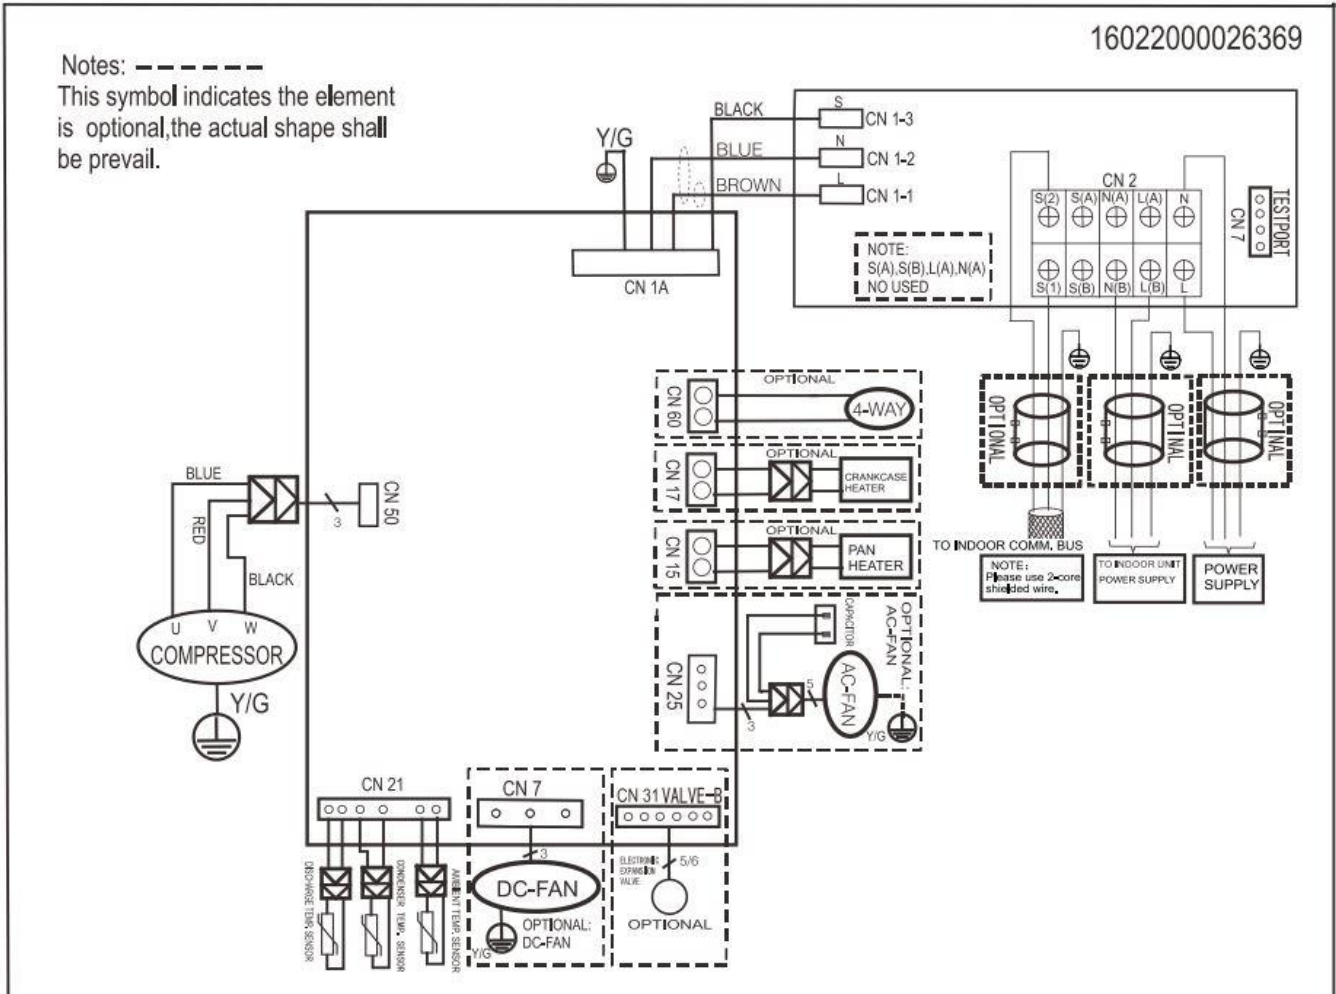 16022000026369
Notes:
This symbol indicates the element
is optional,the actual shape shall
be prevail.
Y/G
BLACK
BLUE
BROWN
S
CN 1-3
N
CN 1-2
L
CN 1-1
CN 1A
NOTE:
S(A),S(B),L(A),N(A)
NO USED
CN 2
S(2) S(A) N(A) L(A) N
S(1) S(B) N(B) L(B) L
TESTPORT
CN 7
OPTIONAL
OPTINAL
OPTINAL
TO INDOOR COMM. BUS
NOTE:
Please use 2-core
shielded wire.
TO INDOOR UNIT
POWER SUPPLY
POWER
SUPPLY
CN 60
OPTIONAL
4-WAY
CN 17
OPTIONAL
CRANKCASE
HEATER
CN 15
OPTIONAL
PAN
HEATER
CN 25
3
CAPACITOR
5
AC-FAN
OPTIONAL:
AC-FAN
Y/G
BLUE
RED
BLACK
3
CN 50
U V W
COMPRESSOR
Y/G
CN 21
DISCHARGE TEMP. SENSOR
CONDENSER TEMP. SENSOR
AMBIENT TEMP. SENSOR
CN 7
3
DC-FAN
OPTIONAL:
DC-FAN
Y/G
CN 31 VALVE-B
ELECTRONIC
EXPANSION
VALVE
5/6
OPTIONAL